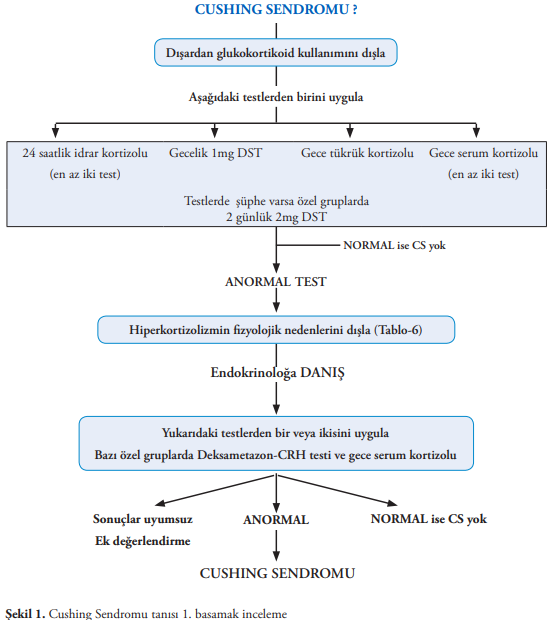 CUSHING SENDROMU ?
Dışardan glukokortikoid kullanımını dışla
Aşağıdaki testlerden birini uygula
24 saatlik idrar kortizolu
(en az iki test)
Gecelik 1mg DST
Gece tükrük kortizolu
Gece serum kortizolu
(en az iki test)
Testlerde şüphe varsa özel gruplarda
2 günlük 2mg DST
NORMAL ise CS yok
ANORMAL TEST
Hiperkortizolizmin fizyolojik nedenlerini dışla (Tablo-6)
Endokrinoloğa DANIŞ
Yukarıdaki testlerden bir veya ikisini uygula
Bazı özel gruplarda Deksametazon-CRH testi ve gece serum kortizolu
Sonuçlar uyumsuz
Ek değerlendirme
ANORMAL
NORMAL ise CS yok
CUSHING SENDROMU
Şekil 1. Cushing Sendromu tanısı 1. basamak inceleme